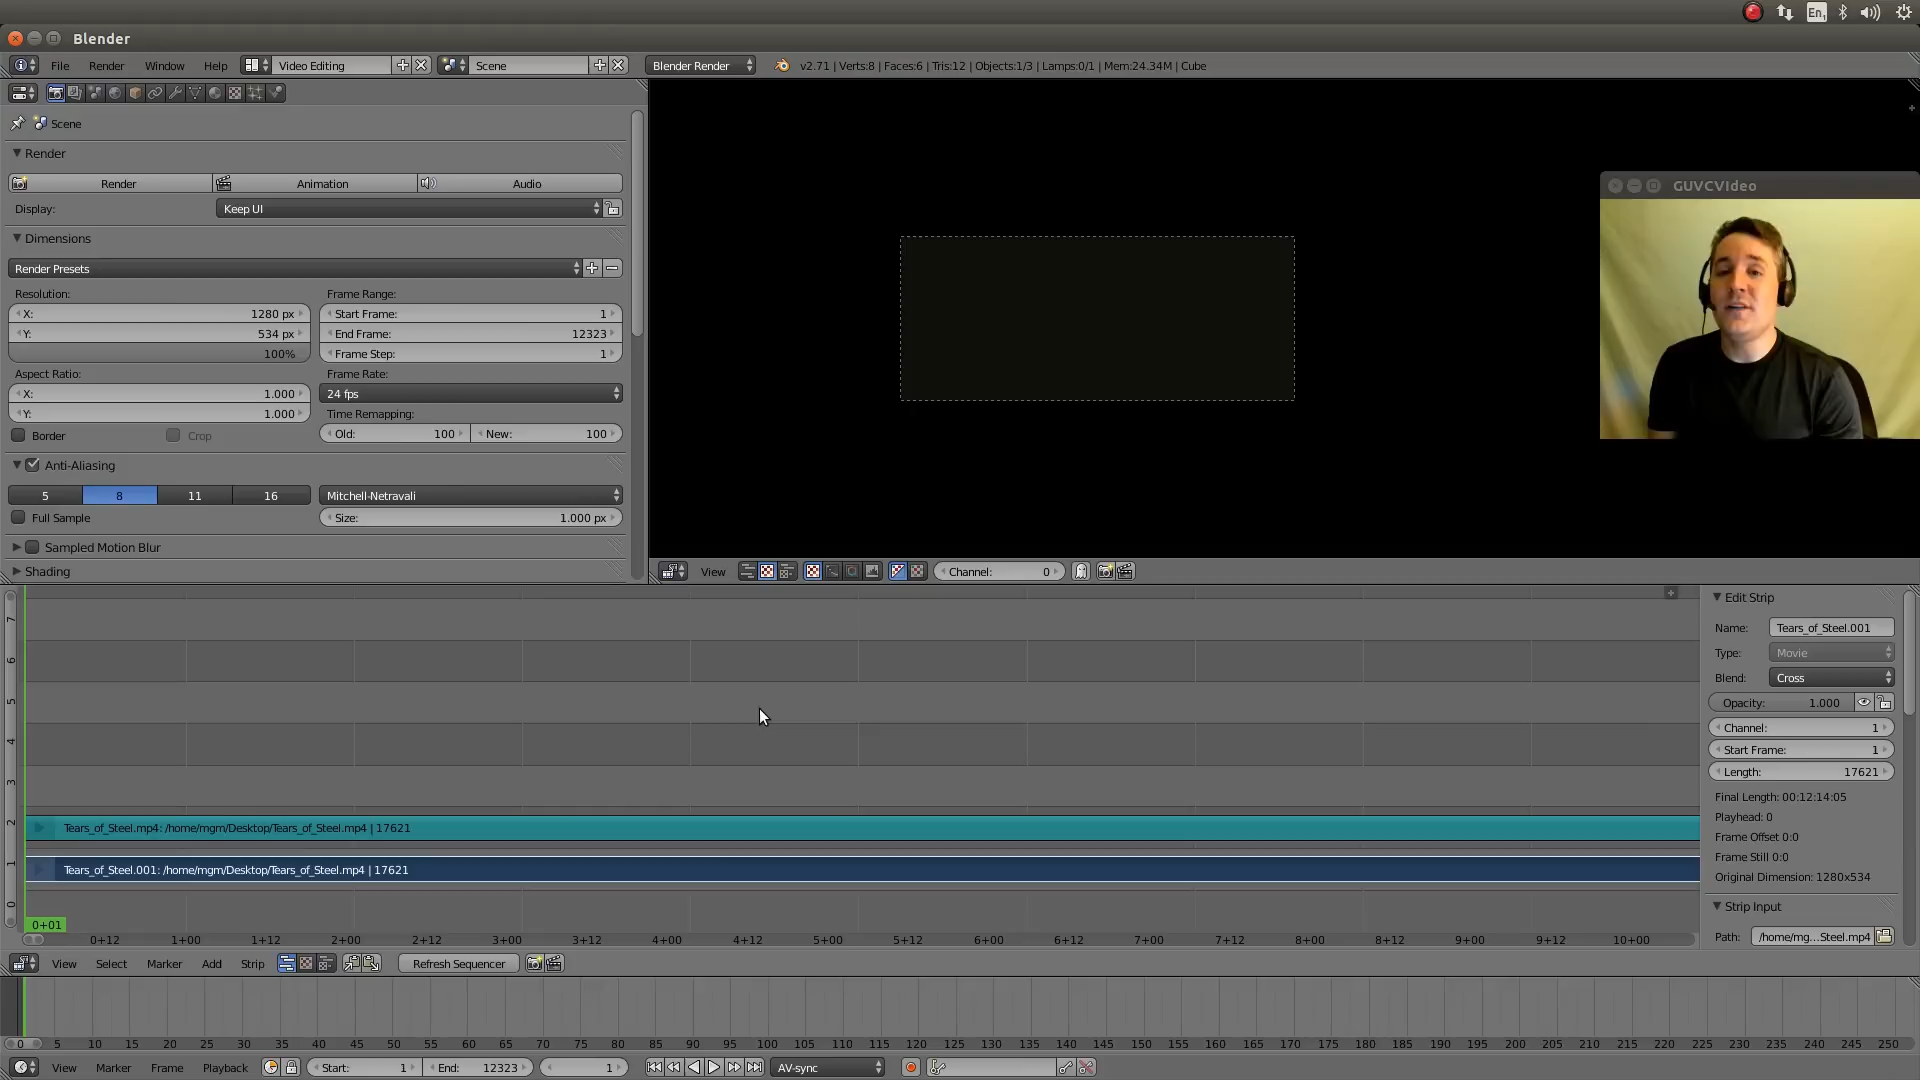 En1
Blender
File Render Window Help Video Editing Scene Blender Render v2.71 | Verts:8 | Faces:6 | Tris:12 | Objects:1/3 | Lamps:0/1 | Mem:24.34M | Cube
Scene
Render
Render Animation Audio
Display: Keep UI
Dimensions
Render Presets
Resolution: Frame Range:
X: 1280 px Start Frame: 1
Y: 534 px End Frame: 12323
100% Frame Step: 1
Aspect Ratio: Frame Rate:
X: 1.000 24 fps
Y: 1.000 Time Remapping:
Border Crop Old: 100 New: 100
Anti-Aliasing
5 8 11 16 Mitchell-Netravali
Full Sample Size: 1.000 px
Sampled Motion Blur
Shading
GUVCVIdeo
View Channel: 0
7
6
5
4
3
2
1
0
Tears_of_Steel.mp4: /home/mgm/Desktop/Tears_of_Steel.mp4 | 17621
Tears_of_Steel.001: /home/mgm/Desktop/Tears_of_Steel.mp4 | 17621
0+01
0+12 1+00 1+12 2+00 2+12 3+00 3+12 4+00 4+12 5+00 5+12 6+00 6+12 7+00 7+12 8+00 8+12 9+00 9+12 10+00
Edit Strip
Name: Tears_of_Steel.001
Type: Movie
Blend: Cross
Opacity: 1.000
Channel: 1
Start Frame: 1
Length: 17621
Final Length: 00:12:14:05
Playhead: 0
Frame Offset 0:0
Frame Still 0:0
Original Dimension: 1280x534
Strip Input
Path: /home/mg...Steel.mp4
View Select Marker Add Strip Refresh Sequencer
0 5 10 15 20 25 30 35 40 45 50 55 60 65 70 75 80 85 90 95 100 105 110 115 120 125 130 135 140 145 150 155 160 165 170 175 180 185 190 195 200 205 210 215 220 225 230 235 240 245 250
View Marker Frame Playback Start: 1 End: 12323 1 AV-sync